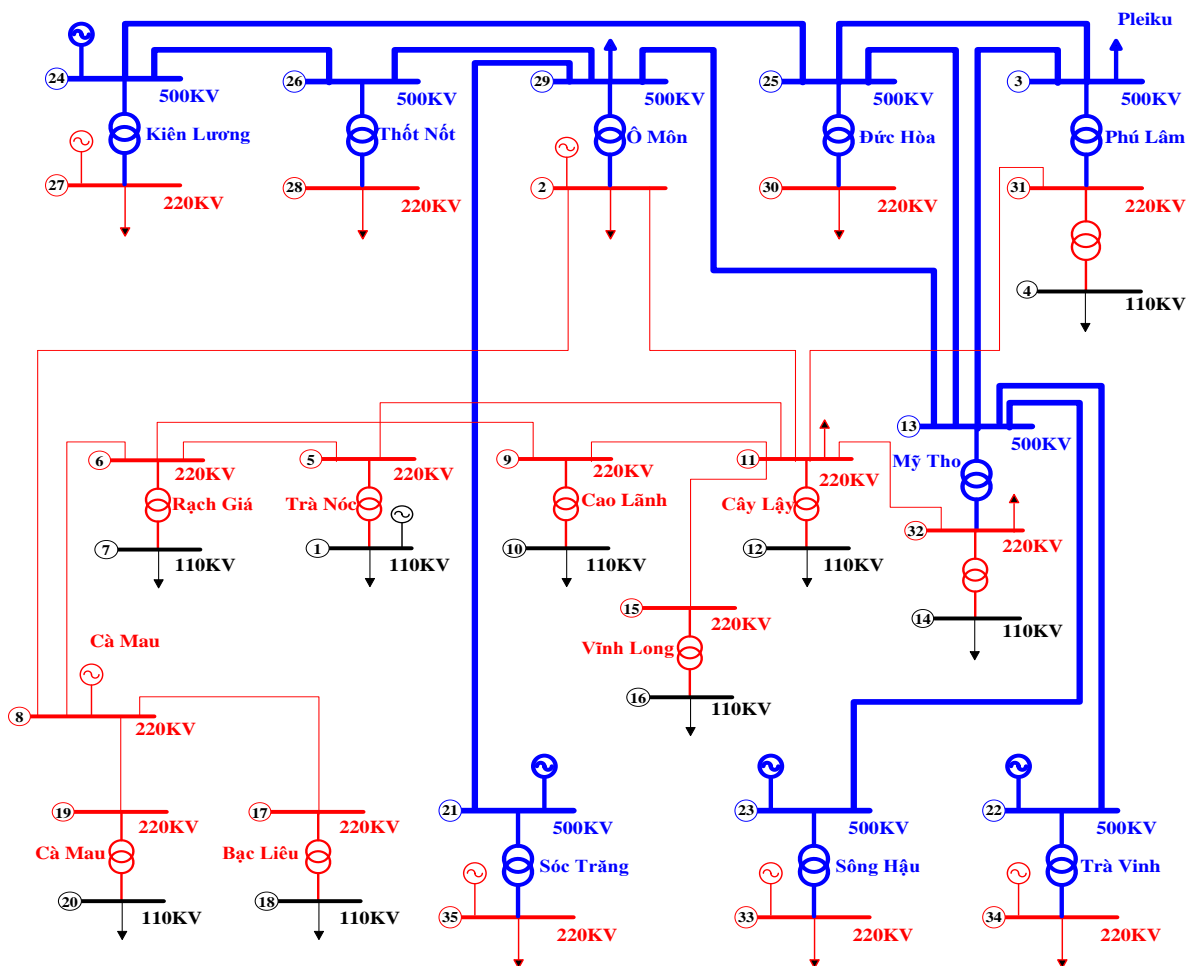 Pleiku
24
500KV
26
500KV
29
500KV
25
500KV
3
500KV
Kiên Lương
Thốt Nốt
Ô Môn
Đức Hòa
Phú Lâm
27
220KV
28
220KV
2
220KV
30
220KV
31
220KV
4
110KV
13
500KV
Mỹ Tho
6
220KV
5
220KV
9
220KV
11
220KV
Rạch Giá
Trà Nóc
Cao Lãnh
Cây Lậy
32
220KV
7
110KV
1
110KV
10
110KV
12
110KV
14
110KV
15
220KV
Vĩnh Long
16
110KV
Cà Mau
8
220KV
19
220KV
17
220KV
21
500KV
23
500KV
22
500KV
Cà Mau
Bạc Liêu
Sóc Trăng
Sông Hậu
Trà Vinh
20
110KV
18
110KV
35
220KV
33
220KV
34
220KV